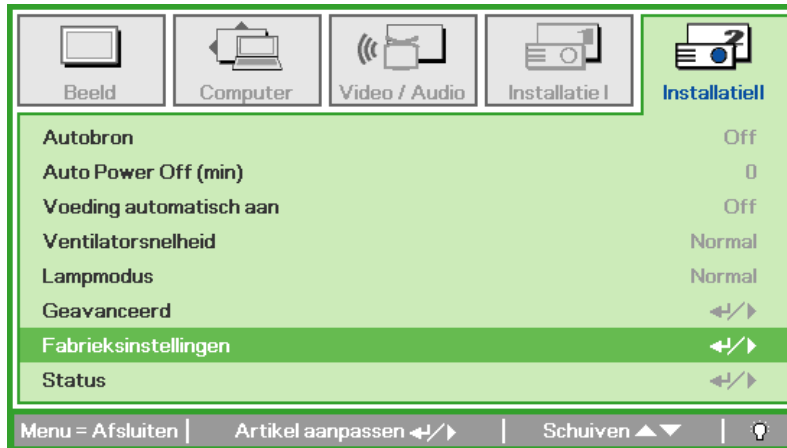 Beeld
Computer
Video / Audio
Installatie I
InstallatieII
Autobron Off
Auto Power Off (min) 0
Voeding automatisch aan Off
Ventilatorsnelheid Normal
Lampmodus Normal
Geavanceerd
Fabrieksinstellingen
Status
Menu = Afsluiten | Artikel aanpassen | Schuiven |